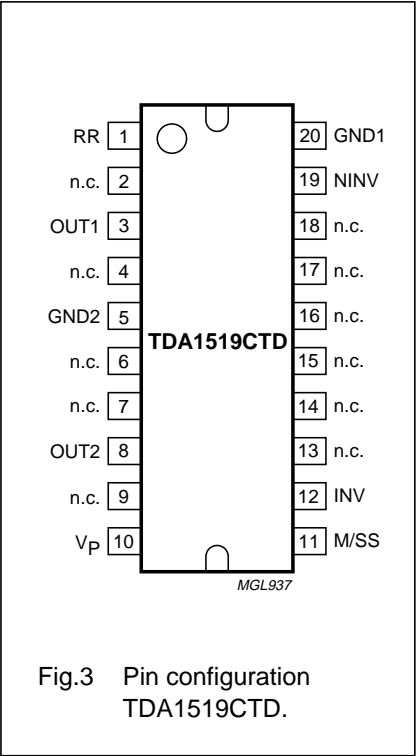 RR 1 20 GND1
n.c. 2 19 NINV
OUT1 3 18 n.c.
n.c. 4 17 n.c.
GND2 5 16 n.c.
TDA1519CTD
n.c. 6 15 n.c.
n.c. 7 14 n.c.
OUT2 8 13 n.c.
n.c. 9 12 INV
VP 10 11 M/SS
MGL937
Fig.3 Pin configuration
TDA1519CTD.